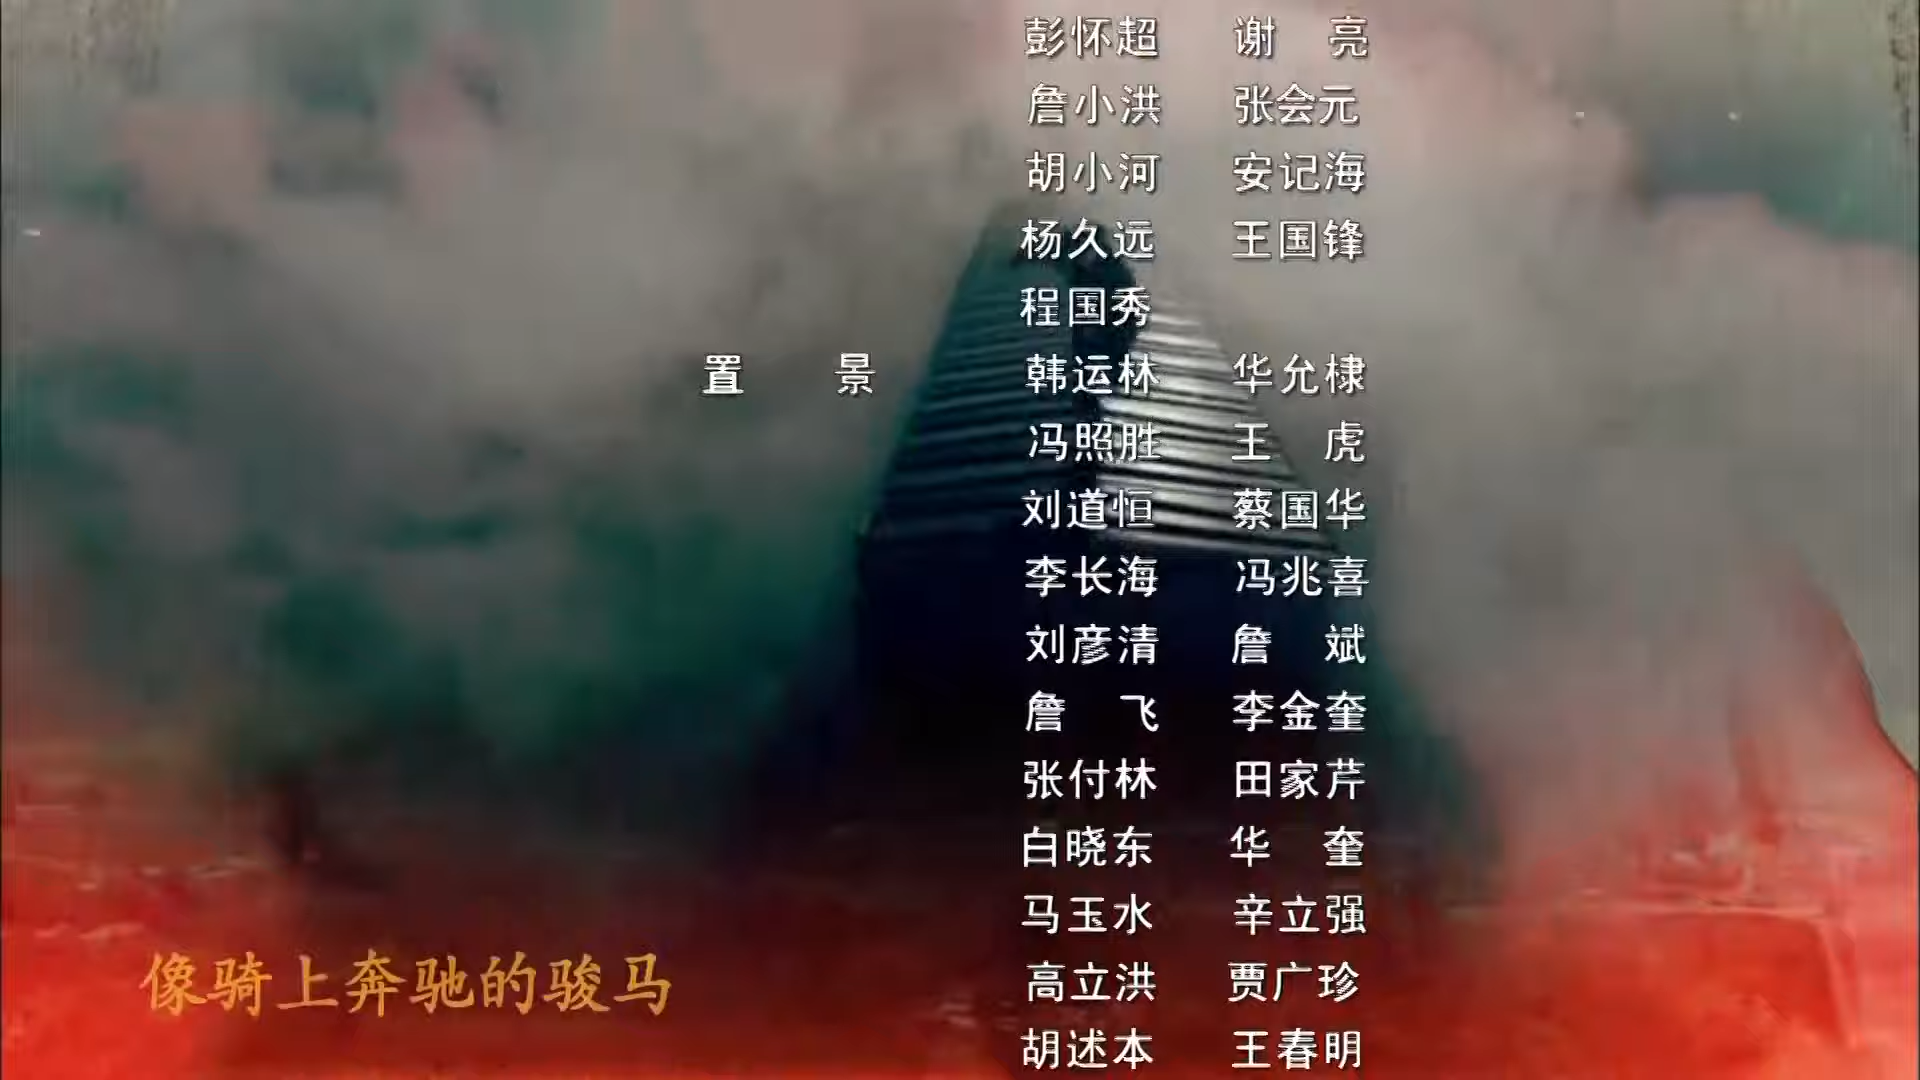 彭怀超 谢 亮
詹小洪 张会元
胡小河 安记海
杨久远 王国锋
程国秀
置 景 韩运林 华允棣
冯照胜 王 虎
刘道恒 蔡国华
李长海 冯兆喜
刘彦清 詹 斌
詹 飞 李金奎
张付林 田家芹
白晓东 华 奎
马玉水 辛立强
高立洪 贾广珍
胡述本 王春明
像骑上奔驰的骏马